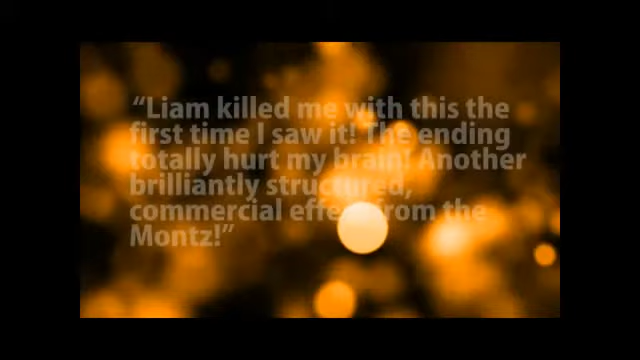 “Liam killed me with this the
first time I saw it! The ending
totally hurt my brain! Another
brilliantly structured,
commercial effect from the
Montz!”